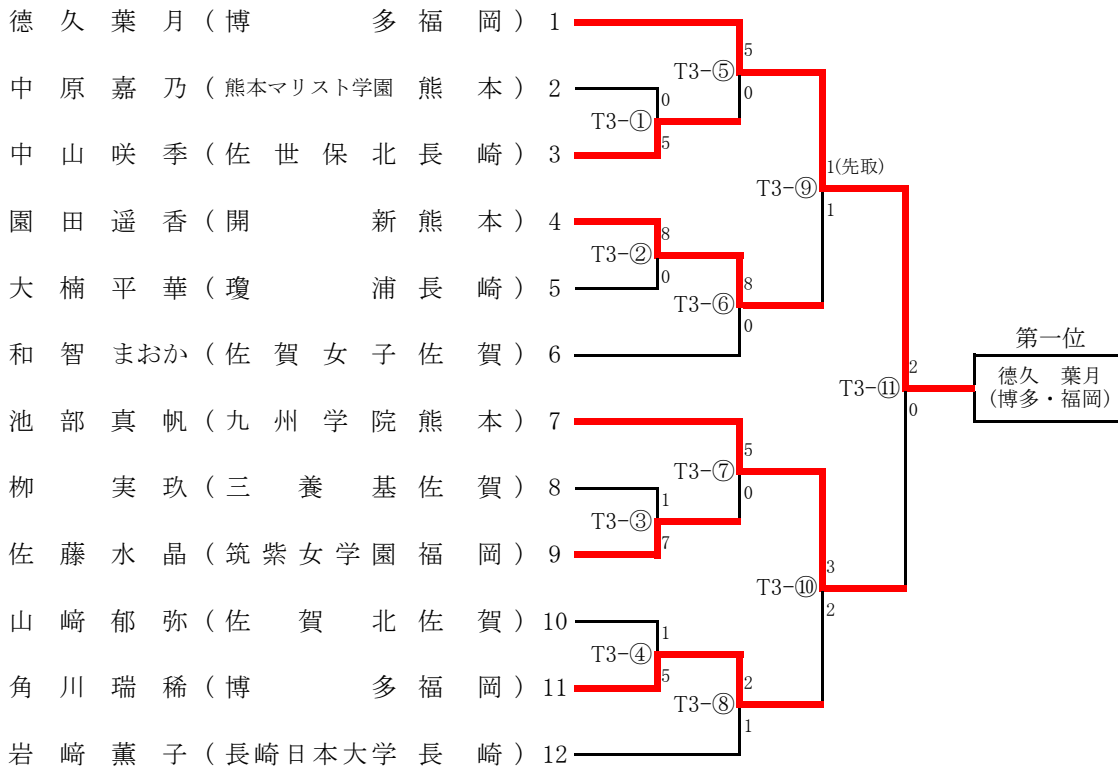 德久葉月(博多福岡) 1
5
T3-⑤
0
中原嘉乃(熊本マリスト学園 熊本) 2
0
T3-①
5
中山咲季(佐世保北長崎) 3
1(先取)
T3-⑨
1
園田遥香(開新熊本) 4
8
T3-②
0
大楠平華(瓊浦長崎) 5
8
T3-⑥
0
和智まおか(佐賀女子佐賀) 6
第一位
2
T3-⑪
0
德久 葉月
(博多・福岡)
池部真帆(九州学院熊本) 7
5
T3-⑦
0
栁実玖(三養基佐賀) 8
1
T3-③
7
佐藤水晶(筑紫女学園福岡) 9
3
T3-⑩
2
山﨑郁弥(佐賀北佐賀) 10
1
T3-④
5
角川瑞稀(博多福岡) 11
2
T3-⑧
1
岩﨑薫子(長崎日本大学長崎) 12